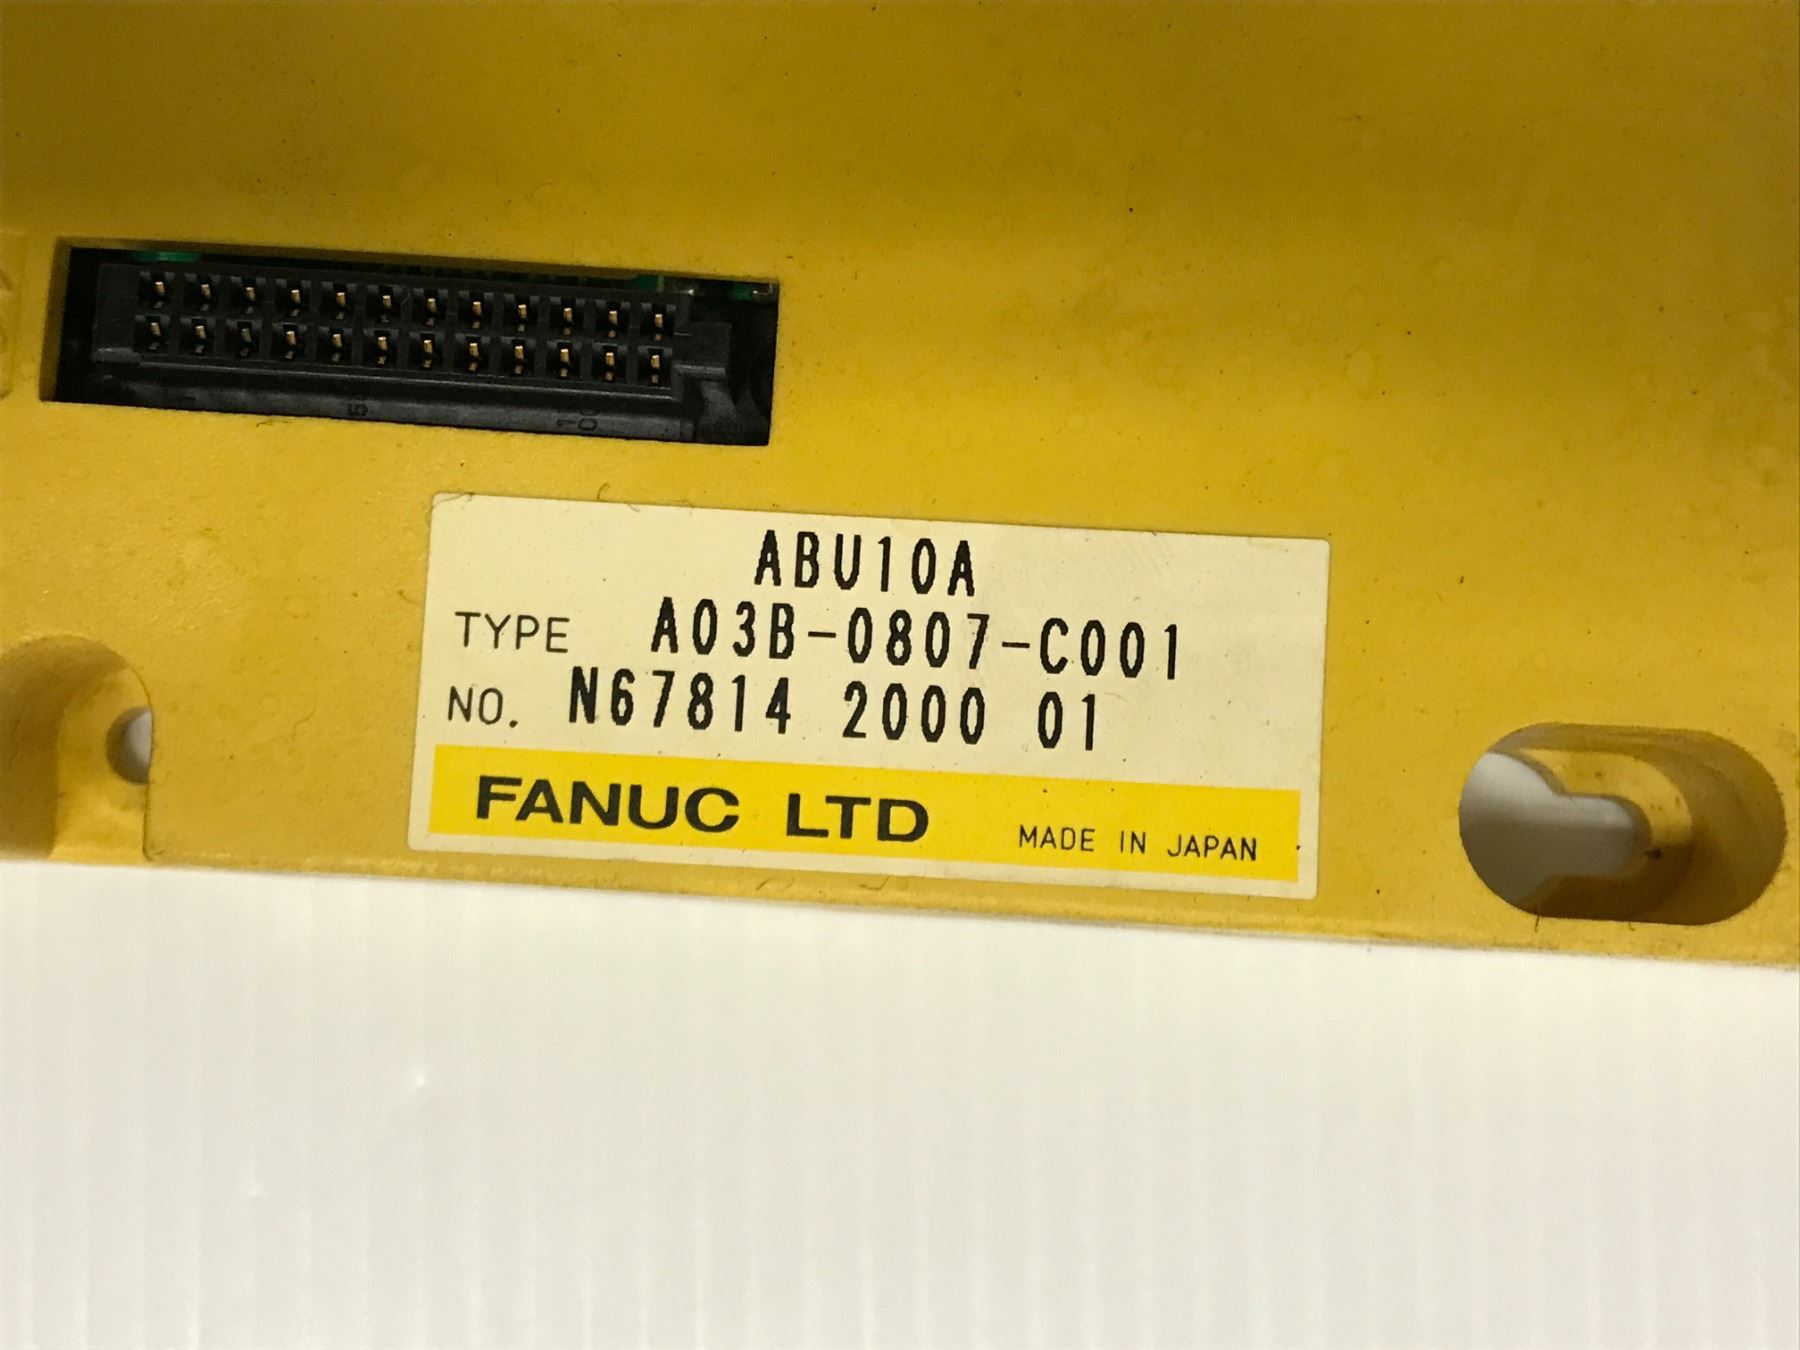 ABU10A
TYPE A03B-0807-C001
NO. N67814 2000 01
FANUC LTD MADE IN JAPAN